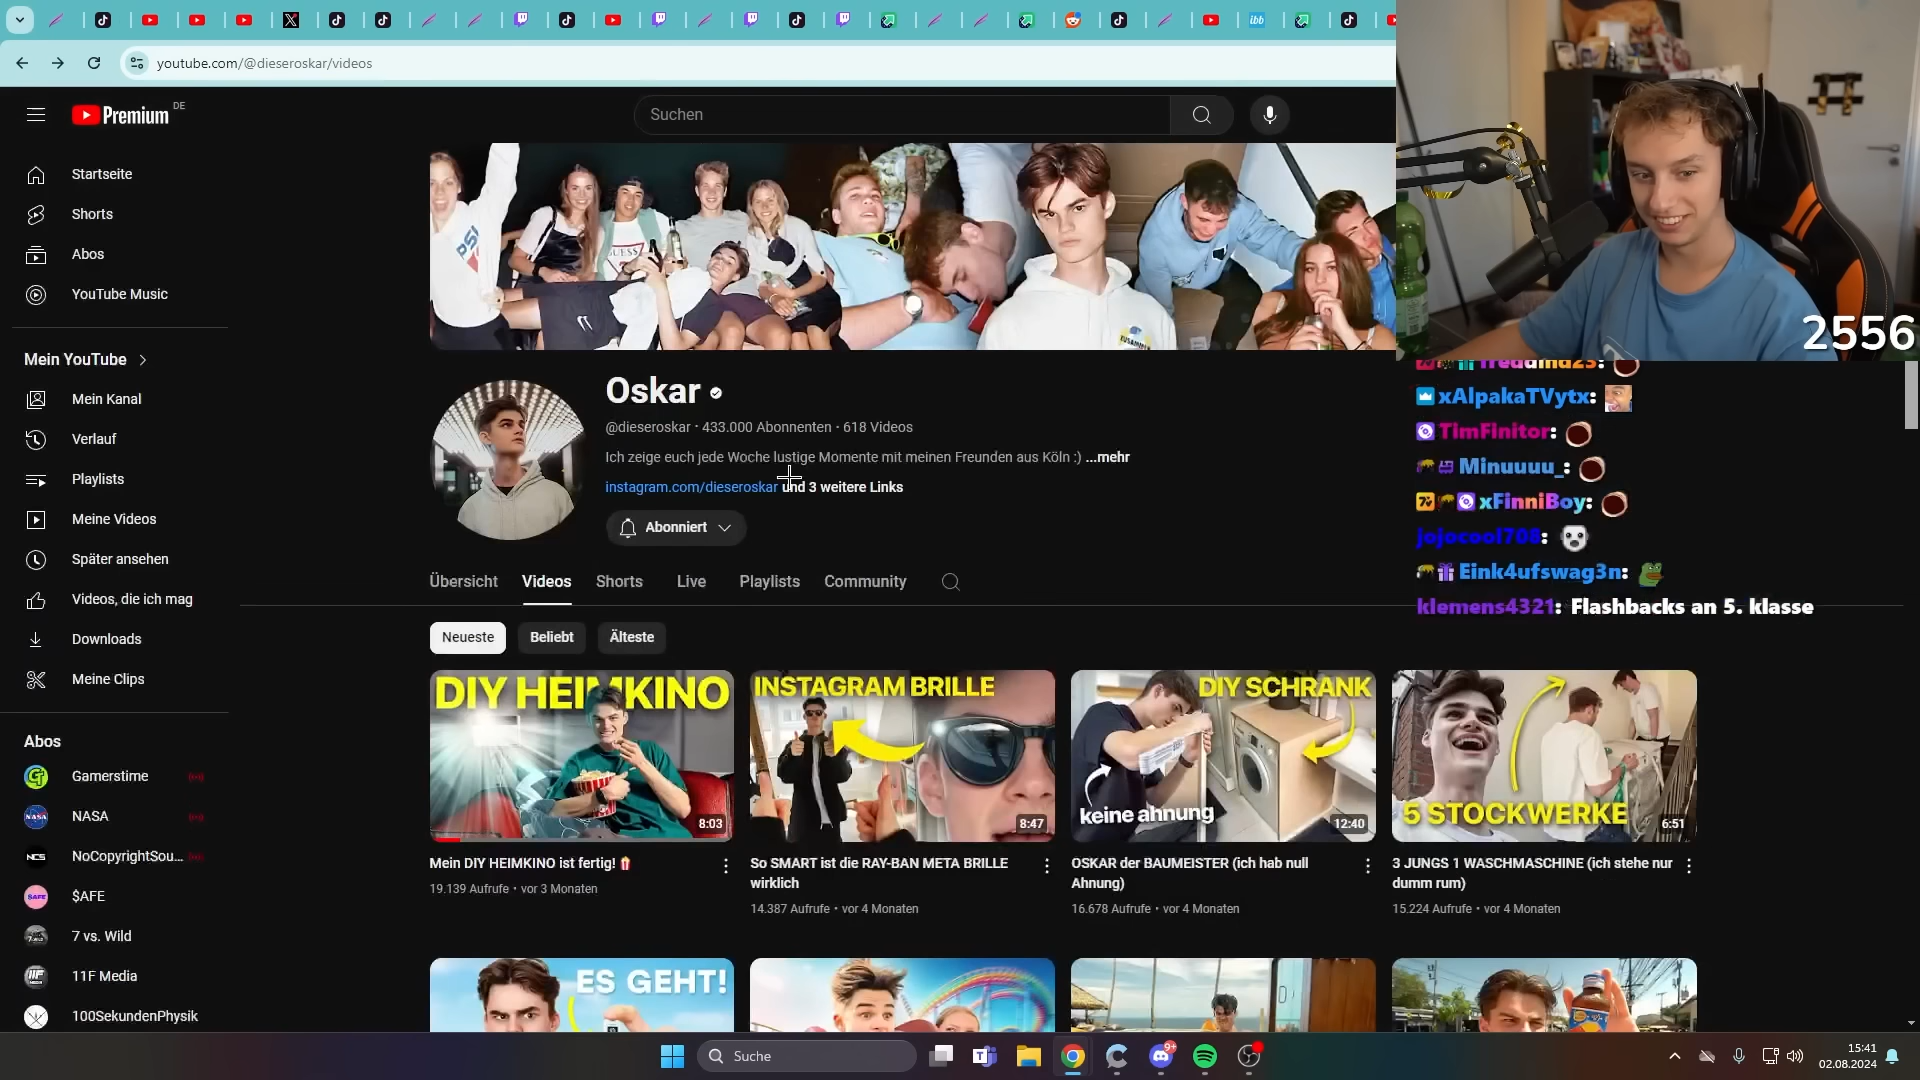 youtube.com/@dieseroskar/videos
Premium DE
Suchen
Startseite
Shorts
Abos
YouTube Music
Mein YouTube
Mein Kanal
Verlauf
Playlists
Meine Videos
Später ansehen
Videos, die ich mag
Downloads
Meine Clips
Abos
Gamerstime
NASA
NoCopyrightSou...
$AFE
7 vs. Wild
11F Media
100SekundenPhysik
GUESS
Oskar
@dieseroskar • 433.000 Abonnenten • 618 Videos
Ich zeige euch jede Woche lustige Momente mit meinen Freunden aus Köln :) ...mehr
instagram.com/dieseroskar und 3 weitere Links
Abonniert
Übersicht Videos Shorts Live Playlists Community
Neueste Beliebt Älteste
DIY HEIMKINO
8:03
Mein DIY HEIMKINO ist fertig!
19.139 Aufrufe • vor 3 Monaten
INSTAGRAM BRILLE
8:47
So SMART ist die RAY-BAN META BRILLE
wirklich
14.387 Aufrufe • vor 4 Monaten
DIY SCHRANK
keine ahnung
12:40
OSKAR der BAUMEISTER (ich hab null
Ahnung)
16.678 Aufrufe • vor 4 Monaten
5 STOCKWERKE
6:51
3 JUNGS 1 WASCHMASCHINE (ich stehe nur
dumm rum)
15.224 Aufrufe • vor 4 Monaten
ES GEHT!
2556
xAlpakaTVytx:
TimFinitor:
Minuuuu_:
xFinniBoy:
jojocool708:
Eink4ufswag3n:
klemens4321: Flashbacks an 5. klasse
Suche
9+
15:41
02.08.2024